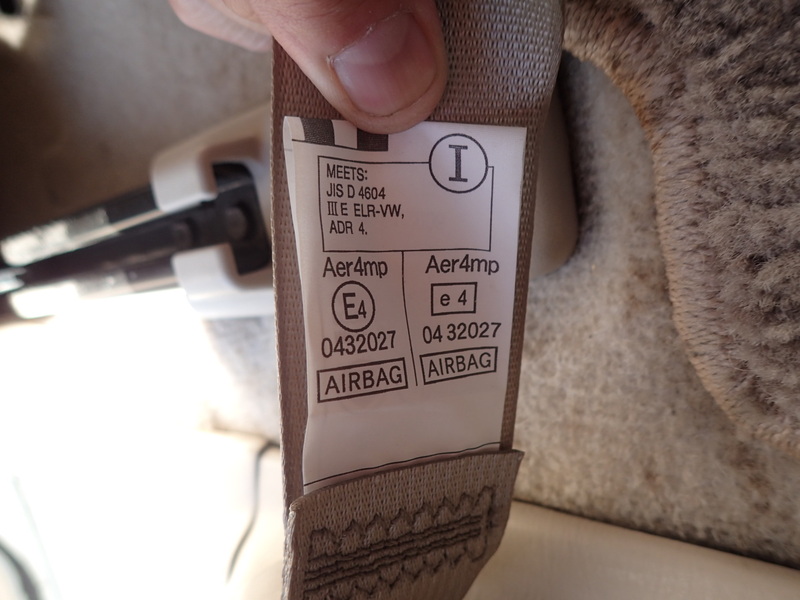 I
MEETS:
JIS D 4604
III E ELR-VW,
ADR 4.
Aer4mp
E4
0432027
AIRBAG
Aer4mp
e 4
04 32027
AIRBAG